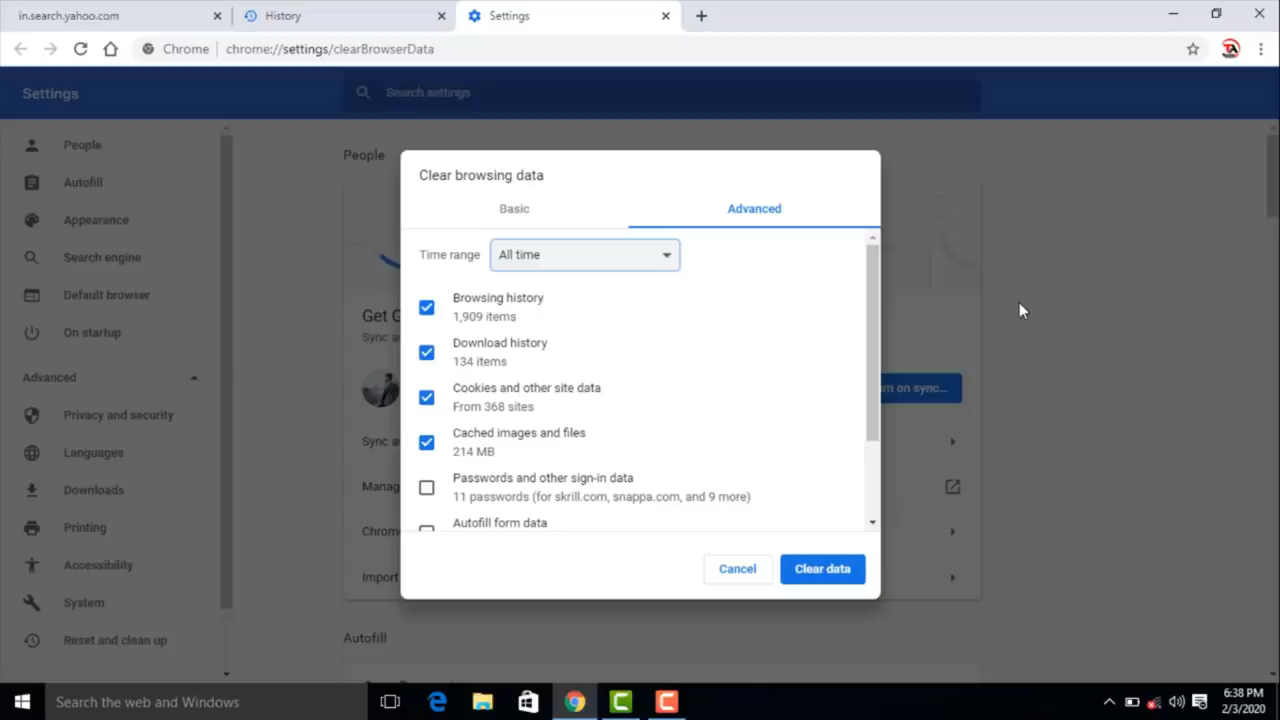 in.search.yahoo.com
History
Settings
Chrome
chrome://settings/clearBrowserData
Settings
Search settings
People
Autofill
Appearance
Search engine
Default browser
On startup
Advanced
Privacy and security
Languages
Downloads
Printing
Accessibility
System
Reset and clean up
People
Get G
Sync a
n on sync...
Sync a
Manag
Chrom
Import
Autofill
Clear browsing data
Basic
Advanced
Time range
All time
Browsing history
1,909 items
Download history
134 items
Cookies and other site data
From 368 sites
Cached images and files
214 MB
Passwords and other sign-in data
11 passwords (for skrill.com, snappa.com, and 9 more)
Autofill form data
Cancel
Clear data
Search the web and Windows
6:38 PM
2/3/2020